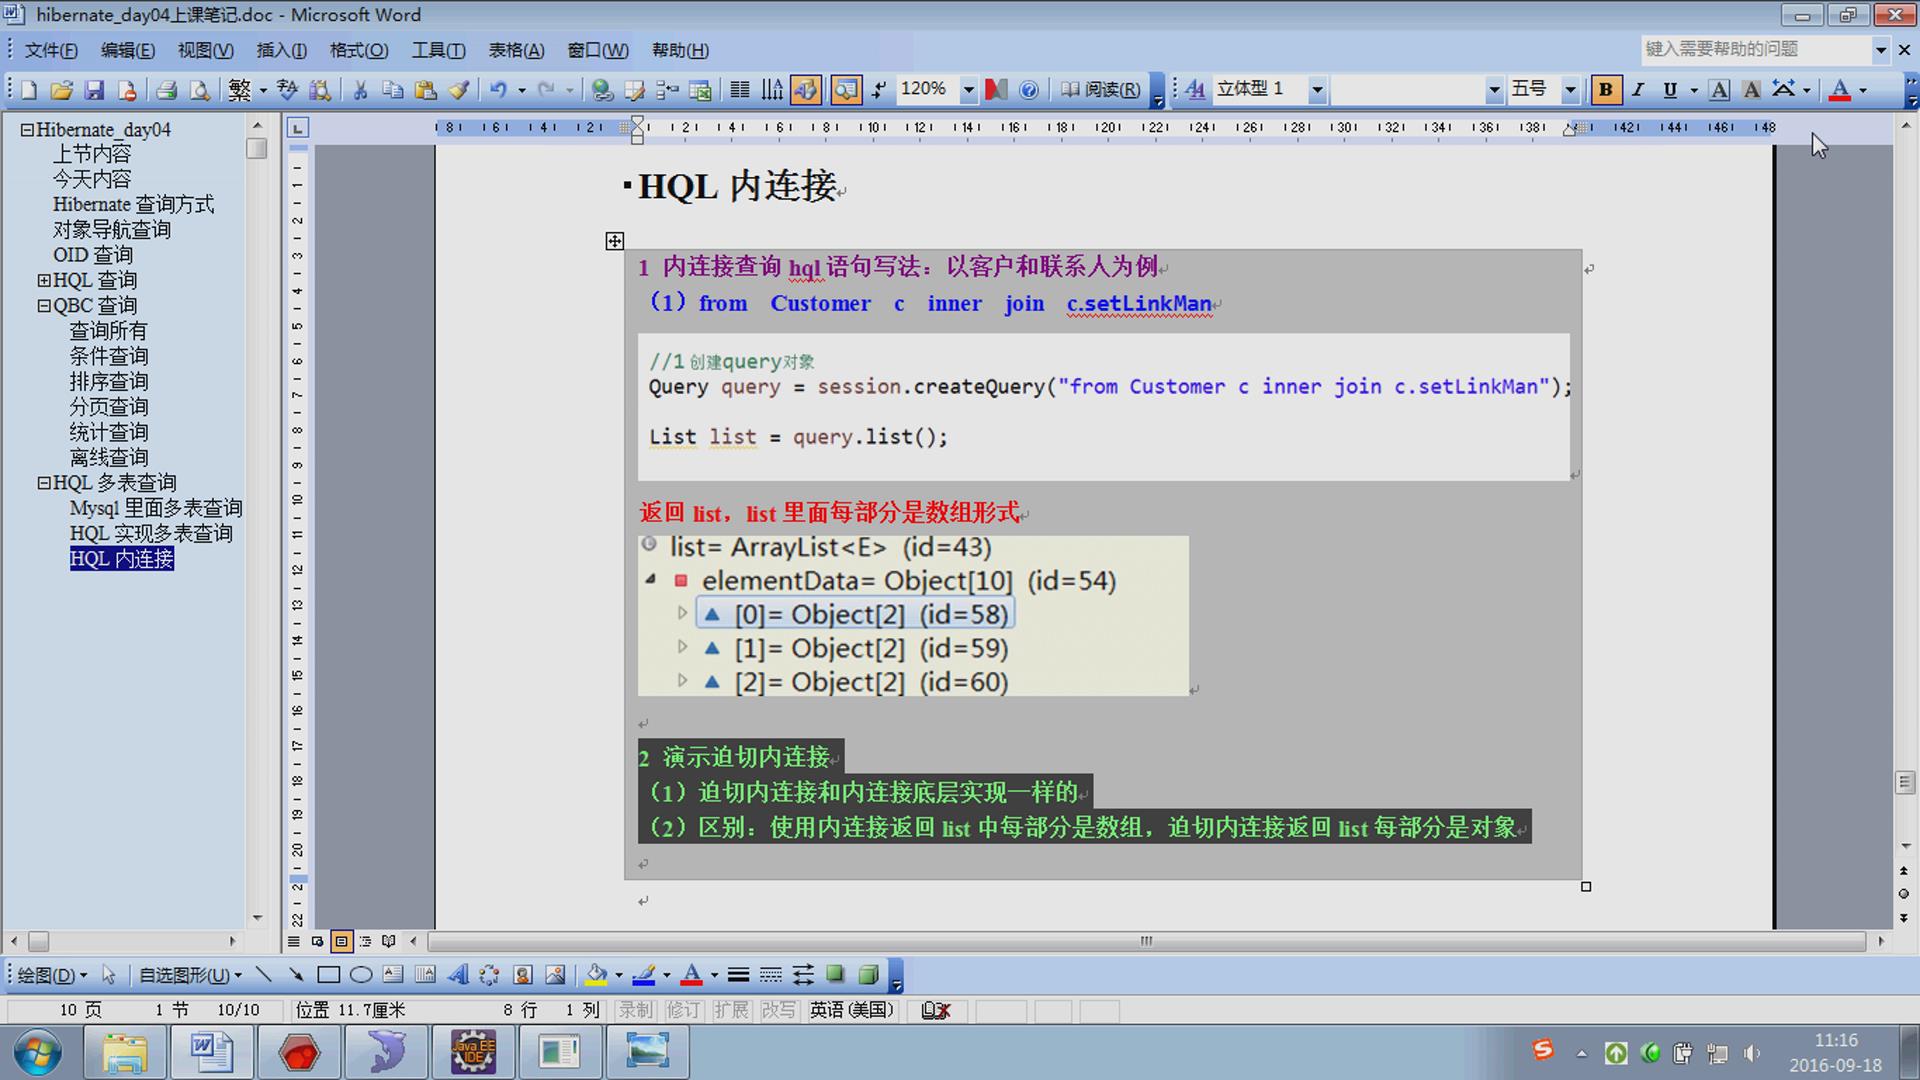 hibernate_day04上课笔记.doc - Microsoft Word
文件(F) 编辑(E) 视图(V) 插入(I) 格式(O) 工具(T) 表格(A) 窗口(W) 帮助(H)
键入需要帮助的问题
繁 120% 阅读(R) 立体型 1 五号 B I U A A A
Hibernate_day04
上节内容
今天内容
Hibernate 查询方式
对象导航查询
OID 查询
HQL 查询
QBC 查询
查询所有
条件查询
排序查询
分页查询
统计查询
离线查询
HQL 多表查询
Mysql 里面多表查询
HQL 实现多表查询
HQL 内连接
HQL 内连接
1 内连接查询 hql 语句写法：以客户和联系人为例
（1）from Customer c inner join c.setLinkMan
//1 创建query对象
Query query = session.createQuery("from Customer c inner join c.setLinkMan");
List list = query.list();
返回 list，list 里面每部分是数组形式
list= ArrayList<E> (id=43)
elementData= Object[10] (id=54)
[0]= Object[2] (id=58)
[1]= Object[2] (id=59)
[2]= Object[2] (id=60)
2 演示迫切内连接
（1）迫切内连接和内连接底层实现一样的
（2）区别：使用内连接返回 list 中每部分是数组，迫切内连接返回 list 每部分是对象
绘图(D) 自选图形(U)
10 页 1 节 10/10 位置 11.7厘米 8 行 1 列 录制 修订 扩展 改写 英语(美国)
Java EE
IDE
11:16
2016-09-18